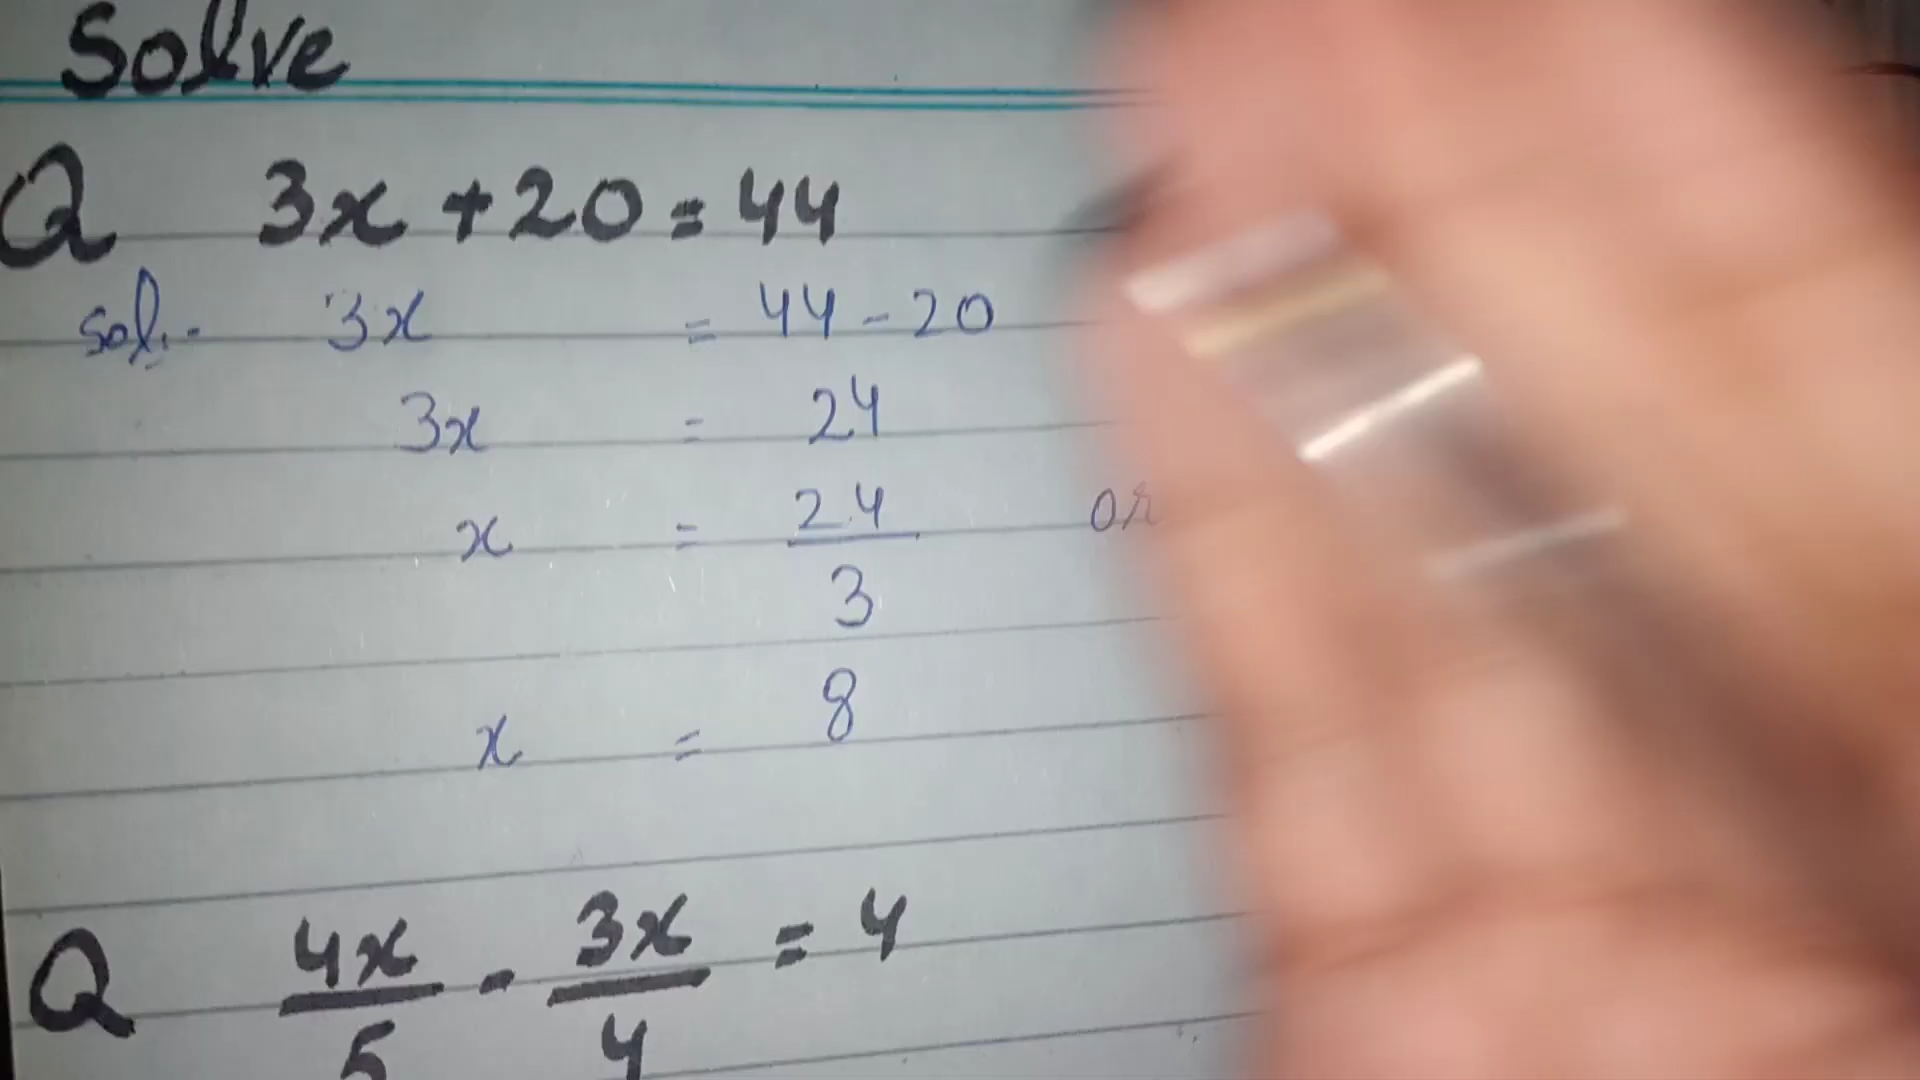 Solve
Q 3x + 20 = 44
Sol.- 3x = 44 - 20
3x = 24
x = 24/3 or
x = 8
Q 4x/5 - 3x/4 = 4